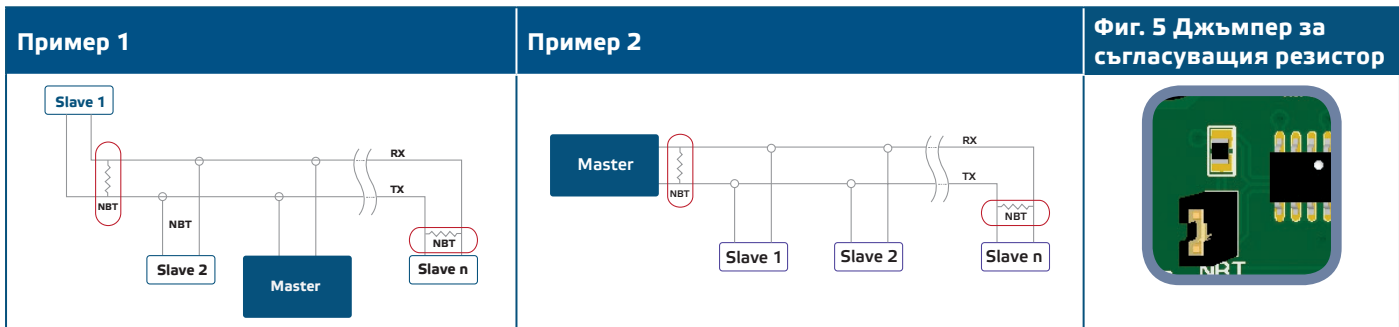 Пример 1
Пример 2
Фиг. 5 Джъмпер за
съгласуващия резистор
Slave 1
RX
TX
NBT
NBT
NBT
Slave 2
Master
Slave n
Master
RX
TX
NBT
NBT
Slave 1
Slave 2
Slave n
NBT